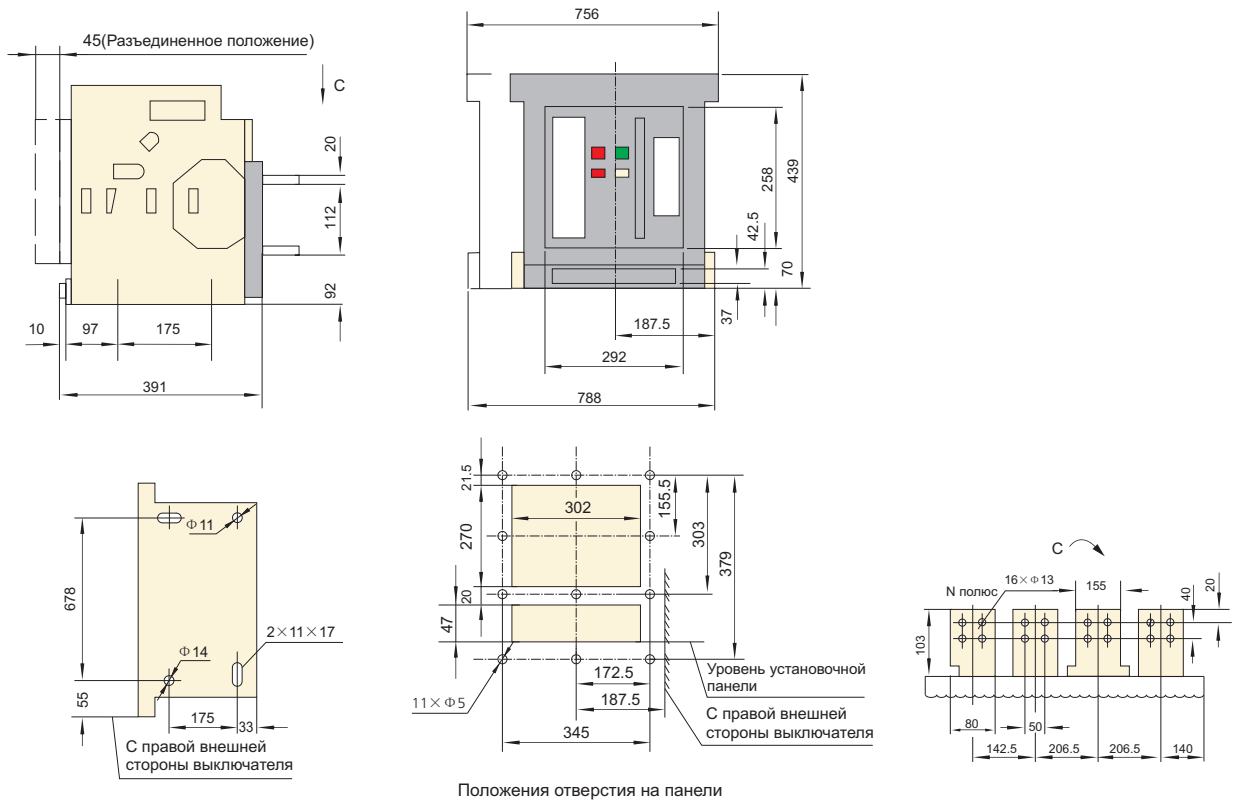 45(Разъединенное положение)
C
20
112
92
10
97
175
391
756
258
439
42.5
70
37
187.5
292
788
678
55
Ф11
2×11×17
Ф14
175
33
С правой внешней
стороны выключателя
21.5
270
20
47
302
155.5
303
379
11×Ф5
172.5
187.5
345
Уровень установочной
панели
С правой внешней
стороны выключателя
Положения отверстия на панели
C
N полюс
16×Ф13
155
40
20
103
80
50
142.5
206.5
206.5
140